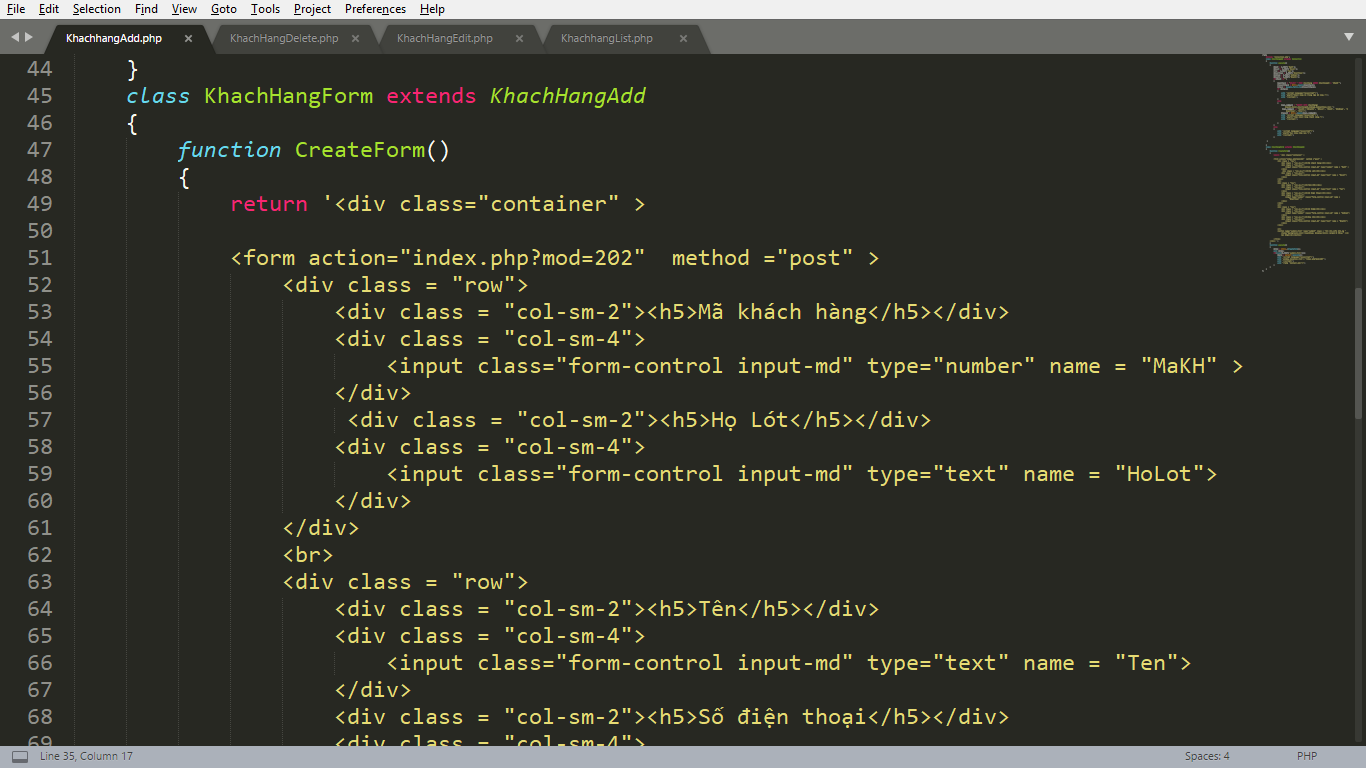 File Edit Selection Find View Goto Tools Project Preferences Help
KhachhangAdd.php × KhachHangDelete.php × KhachHangEdit.php × KhachhangList.php ×
44 }
45 class KhachHangForm extends KhachHangAdd
46 {
47 function CreateForm()
48 {
49 return '<div class="container" >
50
51 <form action="index.php?mod=202"  method ="post" >
52 <div class = "row">
53 <div class = "col-sm-2"><h5>Mã khách hàng</h5></div>
54 <div class = "col-sm-4">
55 <input class="form-control input-md" type="number" name = "MaKH" >
56 </div>
57 <div class = "col-sm-2"><h5>Họ Lót</h5></div>
58 <div class = "col-sm-4">
59 <input class="form-control input-md" type="text" name = "HoLot">
60 </div>
61 </div>
62 <br>
63 <div class = "row">
64 <div class = "col-sm-2"><h5>Tên</h5></div>
65 <div class = "col-sm-4">
66 <input class="form-control input-md" type="text" name = "Ten">
67 </div>
68 <div class = "col-sm-2"><h5>Số điện thoại</h5></div>
69 <div class = "col-sm-4">
Line 35, Column 17 Spaces: 4 PHP